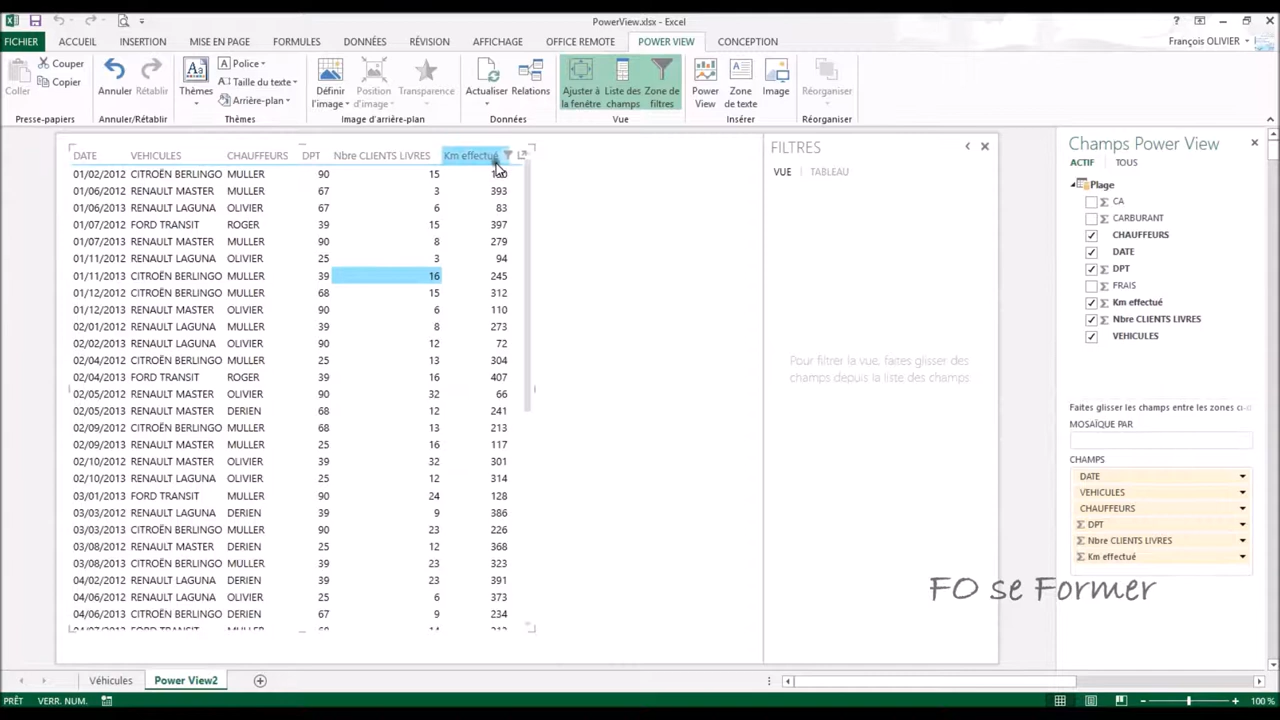 PowerView.xlsx - Excel
FICHIER ACCUEIL INSERTION MISE EN PAGE FORMULES DONNÉES RÉVISION AFFICHAGE OFFICE REMOTE POWER VIEW CONCEPTION François OLIVIER
Coller Couper Copier Presse-papiers
Annuler Rétablir Annuler/Rétablir
Thèmes Police Taille du texte Arrière-plan Thèmes
Définir l'image Position d'image Transparence Image d'arrière-plan
Actualiser Relations Données
Ajuster à la fenêtre Liste des champs Zone de filtres Vue
Power View Zone de texte Image Insérer
Réorganiser Réorganiser
DATE VEHICULES CHAUFFEURS DPT Nbre CLIENTS LIVRES Km effectué
01/02/2012 CITROËN BERLINGO MULLER 90 15
01/06/2012 RENAULT MASTER MULLER 67 3 393
01/06/2013 RENAULT LAGUNA OLIVIER 67 6 83
01/07/2012 FORD TRANSIT ROGER 39 15 397
01/07/2013 RENAULT MASTER MULLER 90 8 279
01/11/2012 RENAULT LAGUNA OLIVIER 25 3 94
01/11/2013 CITROËN BERLINGO MULLER 39 16 245
01/12/2012 CITROËN BERLINGO MULLER 68 15 312
01/12/2013 RENAULT MASTER OLIVIER 90 6 110
02/01/2012 RENAULT LAGUNA MULLER 39 8 273
02/02/2012 RENAULT LAGUNA OLIVIER 90 12 72
02/04/2012 CITROËN BERLINGO MULLER 25 13 304
02/04/2013 FORD TRANSIT ROGER 39 16 407
02/05/2012 RENAULT MASTER OLIVIER 90 32 66
02/05/2013 RENAULT MASTER DERIEN 68 12 241
02/09/2012 CITROËN BERLINGO MULLER 68 13 213
02/09/2013 RENAULT MASTER MULLER 25 16 117
02/10/2012 RENAULT MASTER OLIVIER 39 32 301
02/10/2013 RENAULT LAGUNA OLIVIER 25 12 314
03/01/2013 FORD TRANSIT MULLER 90 24 128
03/03/2012 RENAULT LAGUNA DERIEN 39 9 386
03/03/2013 CITROËN BERLINGO MULLER 90 23 226
03/08/2012 RENAULT MASTER DERIEN 25 12 368
03/08/2013 CITROËN BERLINGO MULLER 39 23 323
04/02/2013 RENAULT LAGUNA DERIEN 39 23 391
04/06/2012 RENAULT LAGUNA OLIVIER 25 6 373
04/06/2013 CITROËN BERLINGO DERIEN 67 9 234
04/07/2013 FORD TRANSIT MULLER 68 14
FILTRES
VUE TABLEAU
Pour filtrer la vue, faites glisser des
champs depuis la liste des champs
Champs Power View
ACTIF TOUS
Plage
Σ CA
CARBURANT
CHAUFFEURS
DATE
Σ DPT
Σ FRAIS
Σ Km effectué
Σ Nbre CLIENTS LIVRES
VEHICULES
Faites glisser les champs entre les zones
MOSAÏQUE PAR
CHAMPS
DATE
VEHICULES
CHAUFFEURS
Σ DPT
Σ Nbre CLIENTS LIVRES
Σ Km effectué
FO se Former
Véhicules Power View2
PRÊT VERR. NUM. 100 %